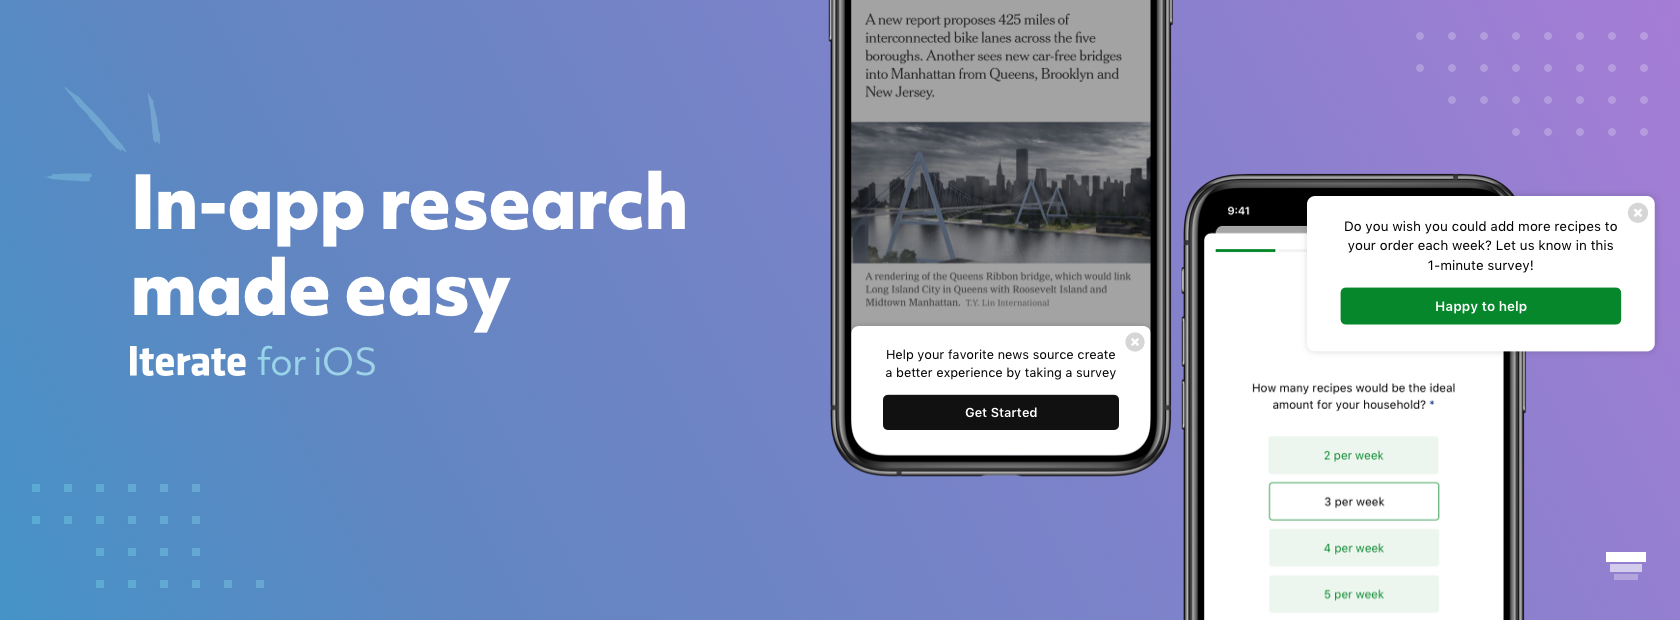 In-app research
made easy
Iterate for iOS
A new report proposes 425 miles of
interconnected bike lanes across the five
boroughs. Another sees new car-free bridges
into Manhattan from Queens, Brooklyn and
New Jersey.
A rendering of the Queens Ribbon bridge, which would link
Long Island City in Queens with Roosevelt Island and
Midtown Manhattan. T.Y. Lin International
Help your favorite news source create
a better experience by taking a survey
Get Started
9:41
Do you wish you could add more recipes to
your order each week? Let us know in this
1-minute survey!
Happy to help
How many recipes would be the ideal
amount for your household? *
2 per week
3 per week
4 per week
5 per week